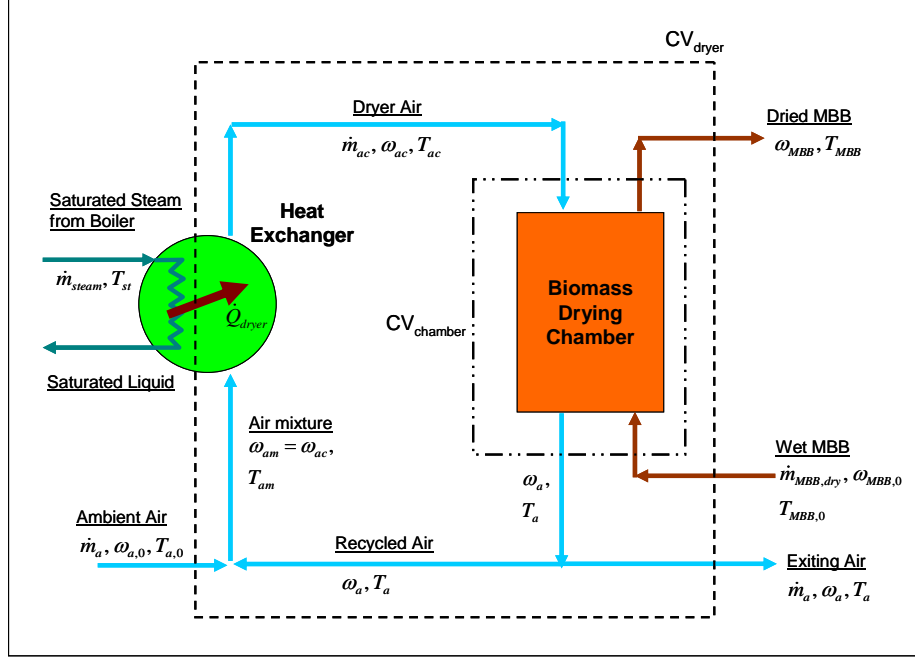 CV_dryer
Dryer Air
ṁ_ac, ω_ac, T_ac
Dried MBB
ω_MBB, T_MBB
Saturated Steam
from Boiler
Heat
Exchanger
ṁ_steam, T_st
Q̇_dryer
Biomass
Drying
Chamber
CV_chamber
Saturated Liquid
Air mixture
ω_am = ω_ac,
T_am
Wet MBB
ṁ_MBB,dry, ω_MBB,0
T_MBB,0
ω_a,
T_a
Ambient Air
ṁ_a, ω_a,0, T_a,0
Recycled Air
ω_a, T_a
Exiting Air
ṁ_a, ω_a, T_a